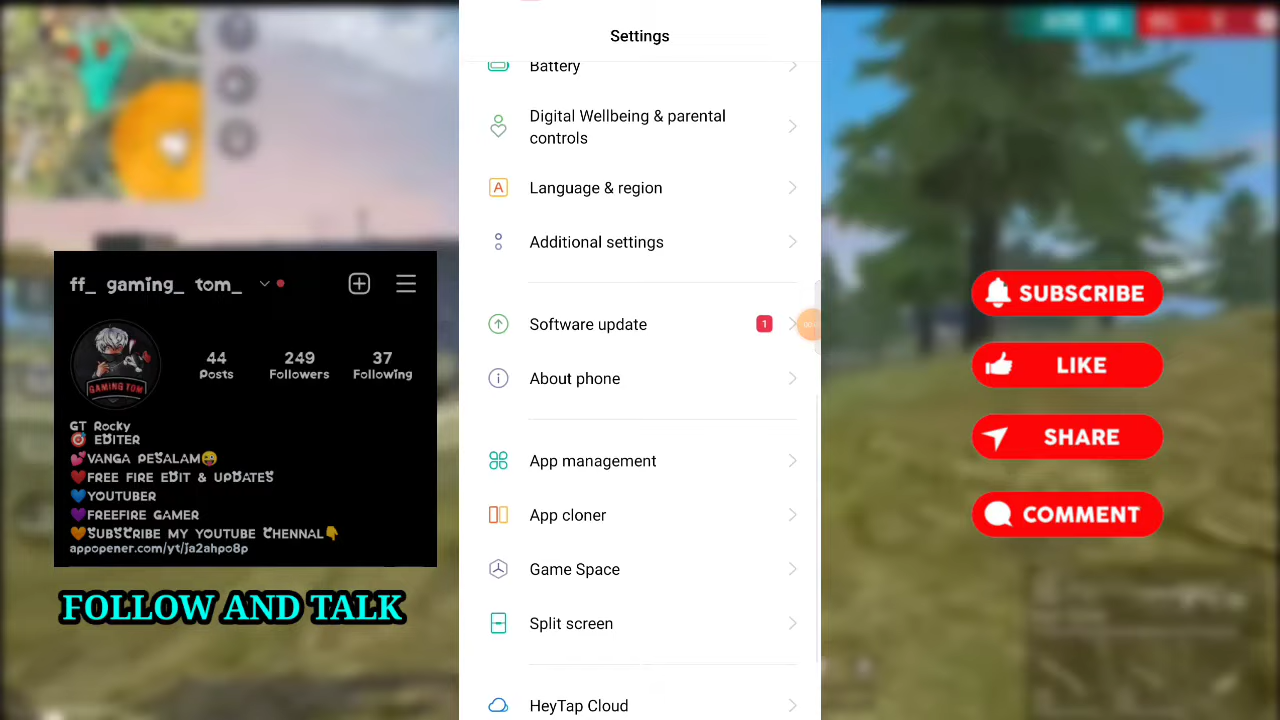 Settings
Battery
Digital Wellbeing & parental
controls
Language & region
Additional settings
Software update
1
About phone
App management
App cloner
Game Space
Split screen
HeyTap Cloud
ff_ gaming_ tom_
44
Posts
249
Followers
37
Following
GAMING TOM
GT Rocky
🎯 EDITER
💕VANGA PESALAM😜
❤️FREE FIRE EDIT & UPDATES
💙YOUTUBER
💜FREEFIRE GAMER
🧡SUBSCRIBE MY YOUTUBE CHENNAL👇
appopener.com/yt/ja2ahpo8p
FOLLOW AND TALK
SUBSCRIBE
LIKE
SHARE
COMMENT